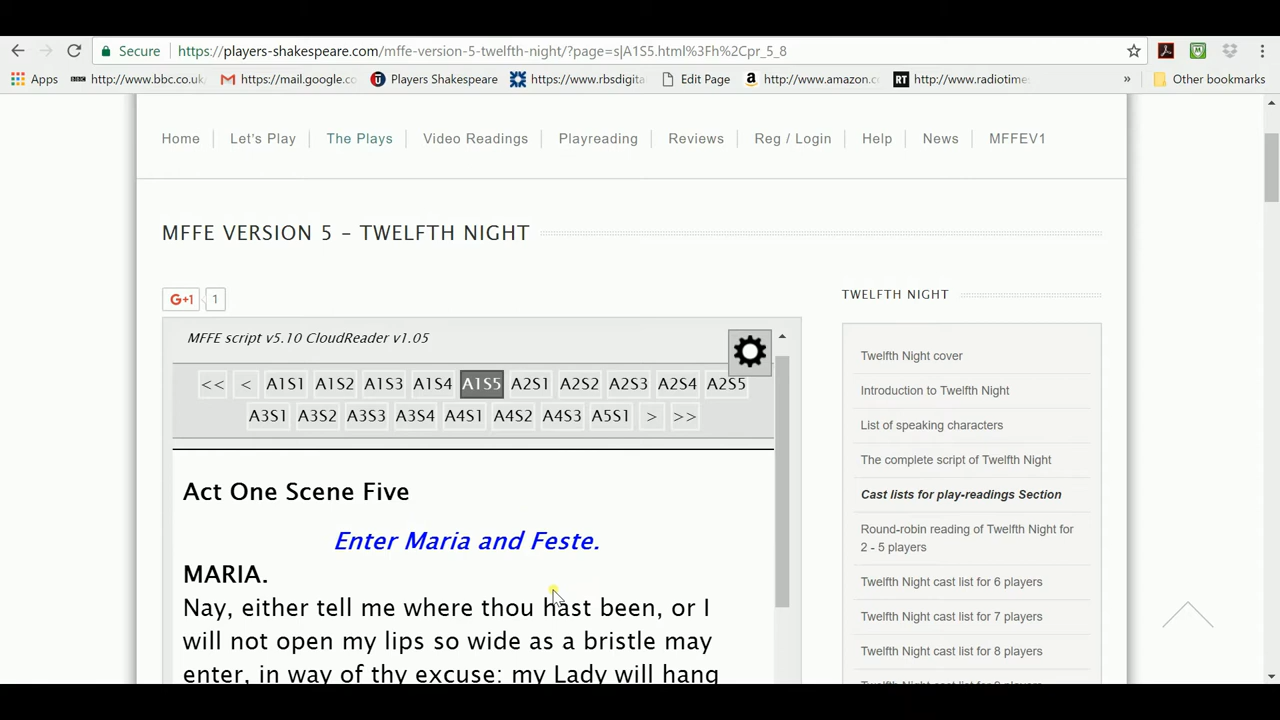 Secure https://players-shakespeare.com/mffe-version-5-twelfth-night/?page=s|A1S5.html%3Fh%2Cpr_5_8
Apps http://www.bbc.co.uk, https://mail.google.co Players Shakespeare https://www.rbsdigita Edit Page http://www.amazon.c http://www.radiotime » Other bookmarks
Home Let's Play The Plays Video Readings Playreading Reviews Reg / Login Help News MFFEV1
MFFE VERSION 5 – TWELFTH NIGHT
G+1 1
MFFE script v5.10 CloudReader v1.05
<< < A1S1 A1S2 A1S3 A1S4 A1S5 A2S1 A2S2 A2S3 A2S4 A2S5
A3S1 A3S2 A3S3 A3S4 A4S1 A4S2 A4S3 A5S1 > >>
Act One Scene Five
Enter Maria and Feste.
MARIA.
Nay, either tell me where thou hast been, or I
will not open my lips so wide as a bristle may
enter, in way of thy excuse: my Lady will hang
TWELFTH NIGHT
Twelfth Night cover
Introduction to Twelfth Night
List of speaking characters
The complete script of Twelfth Night
Cast lists for play-readings Section
Round-robin reading of Twelfth Night for
2 - 5 players
Twelfth Night cast list for 6 players
Twelfth Night cast list for 7 players
Twelfth Night cast list for 8 players